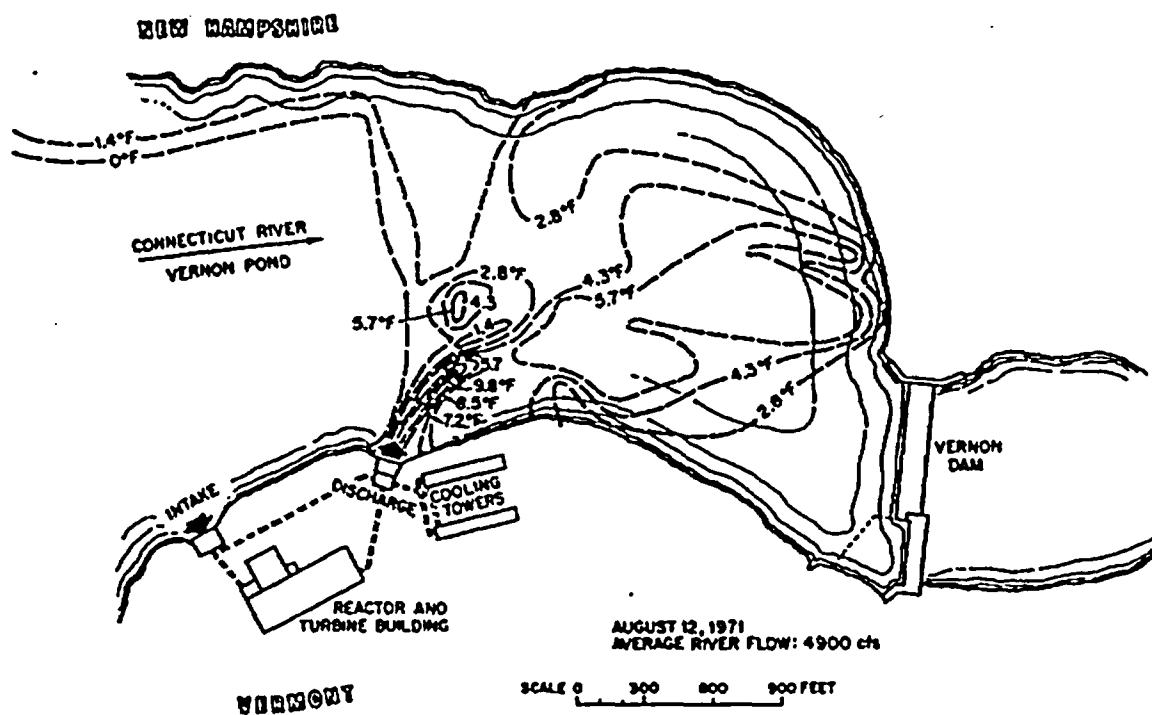 NEW HAMPSHIRE
1.4°F
0°F
CONNECTICUT RIVER
VERNON POND
2.8°F
2.8°F
4.3
5.7°F
1.4
4.3°F
5.7°F
5.7
9.8°F
8.5°F
7.2°F
4.3°F
2.8°F
VERNON
DAM
INTAKE
DISCHARGE
COOLING
TOWERS
REACTOR AND
TURBINE BUILDING
AUGUST 12, 1971
AVERAGE RIVER FLOW: 4900 cfs
SCALE 0 300 600 900 FEET
VERMONT